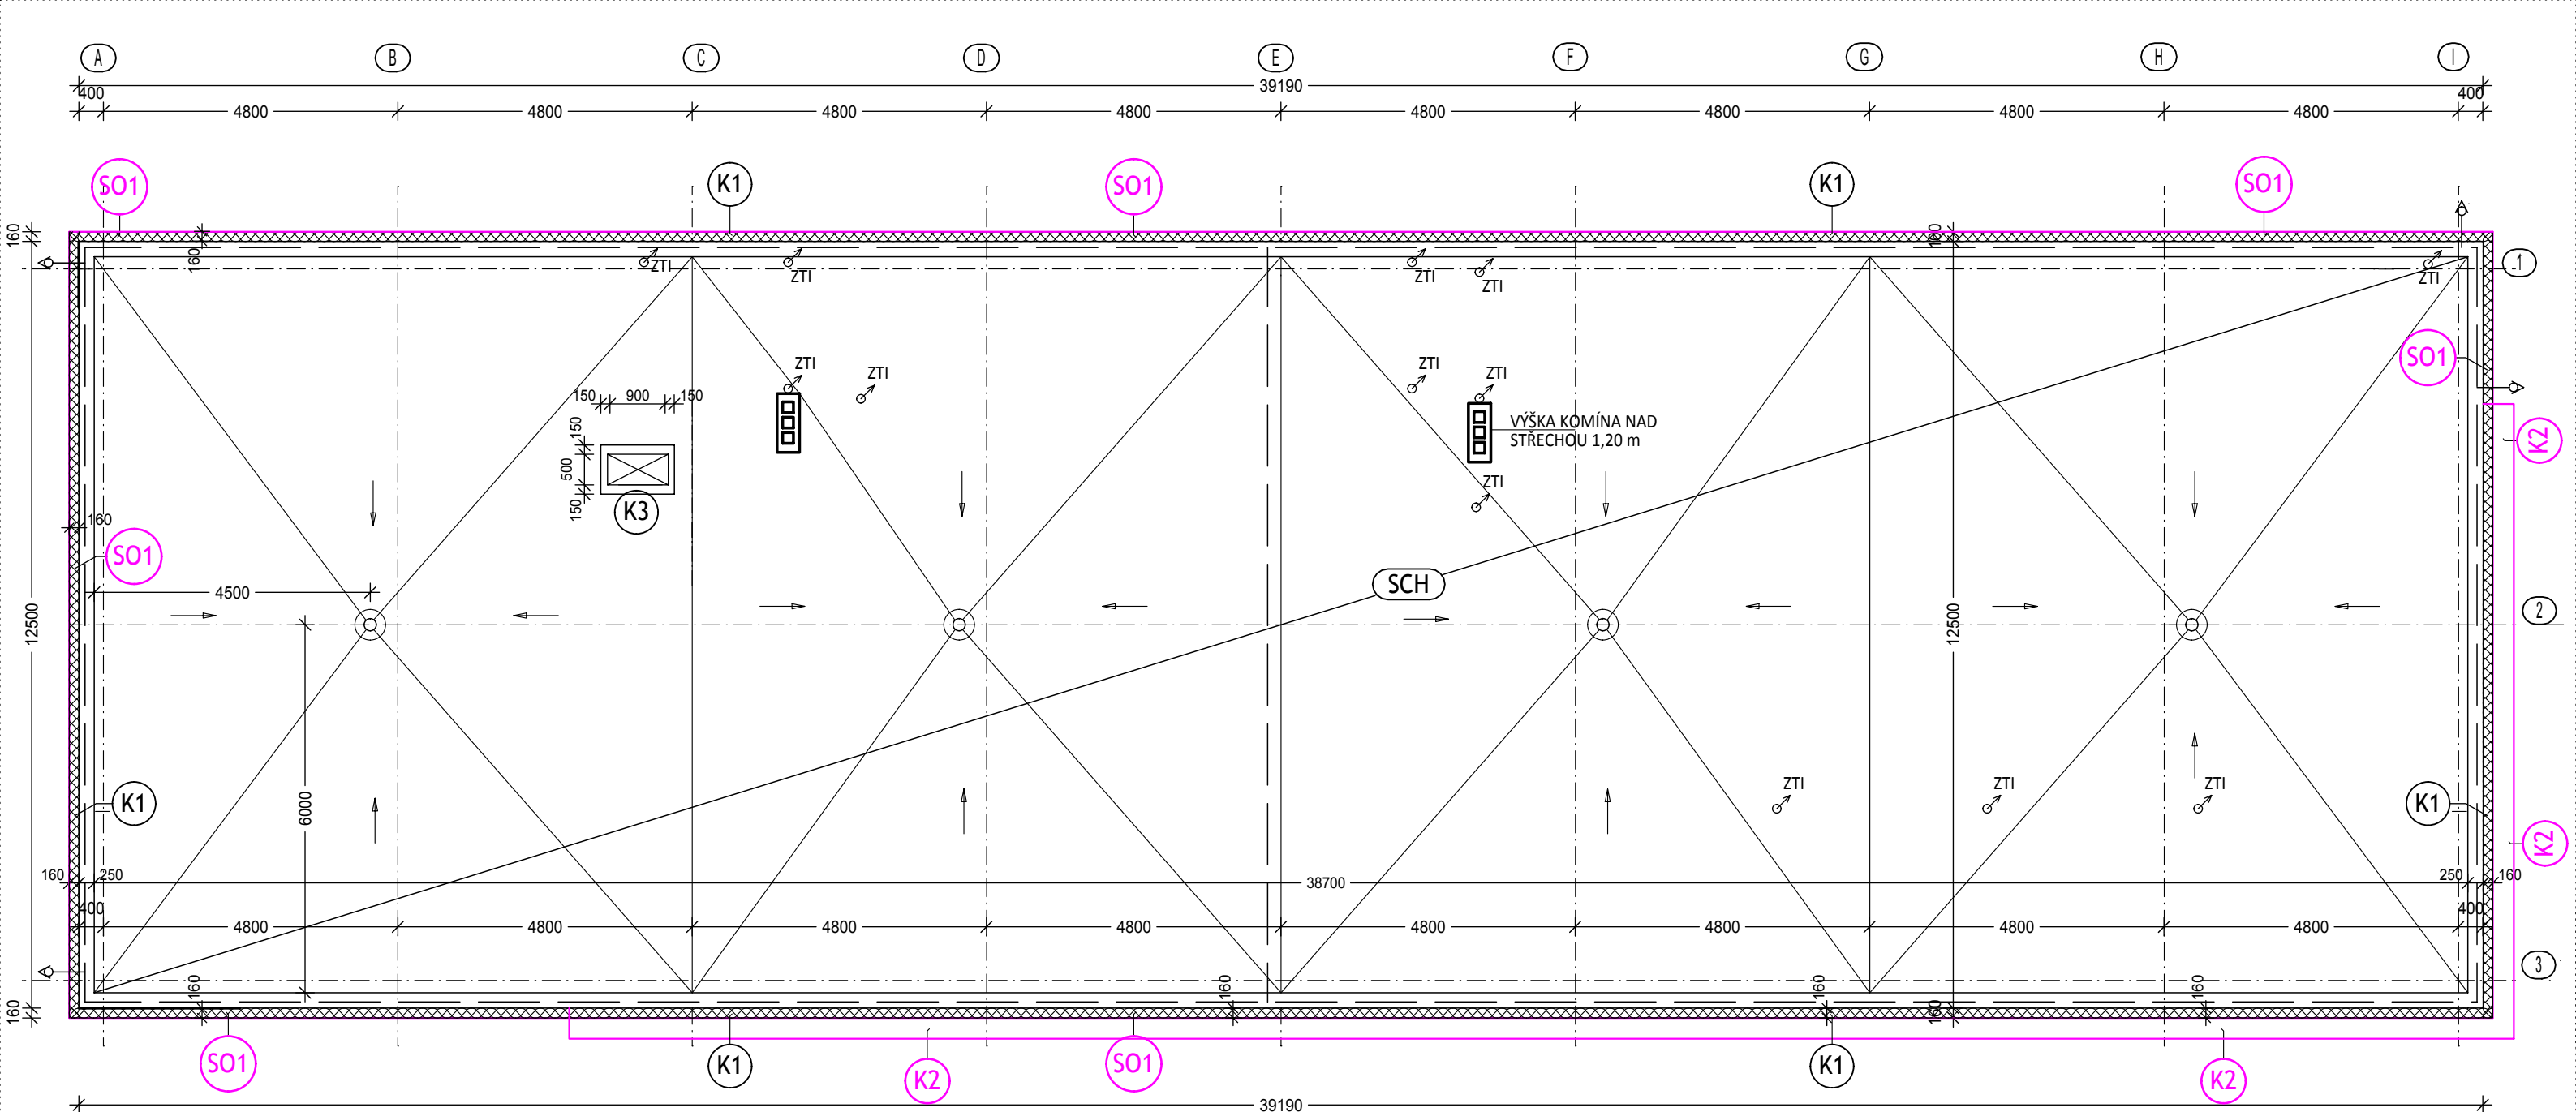 A B C D E F G H I
39190
400 400
4800 4800 4800 4800 4800 4800 4800 4800
SO1 K1 SO1 K1 SO1
160 160 160
ZTI ZTI ZTI ZTI ZTI
1
SO1
ZTI ZTI ZTI ZTI
150 900 150
VÝŠKA KOMÍNA NAD
STŘECHOU 1,20 m
K2
150
500
150
K3
ZTI
160
SO1
SCH
4500
12500 12500
2
ZTI ZTI ZTI
K1 K1
6000
K2
160 250 38700 250 160
400 400
4800 4800 4800 4800 4800 4800 4800 4800
3
160 160 160 160 160 160
SO1 K1 K2 SO1 K1 K2
39190